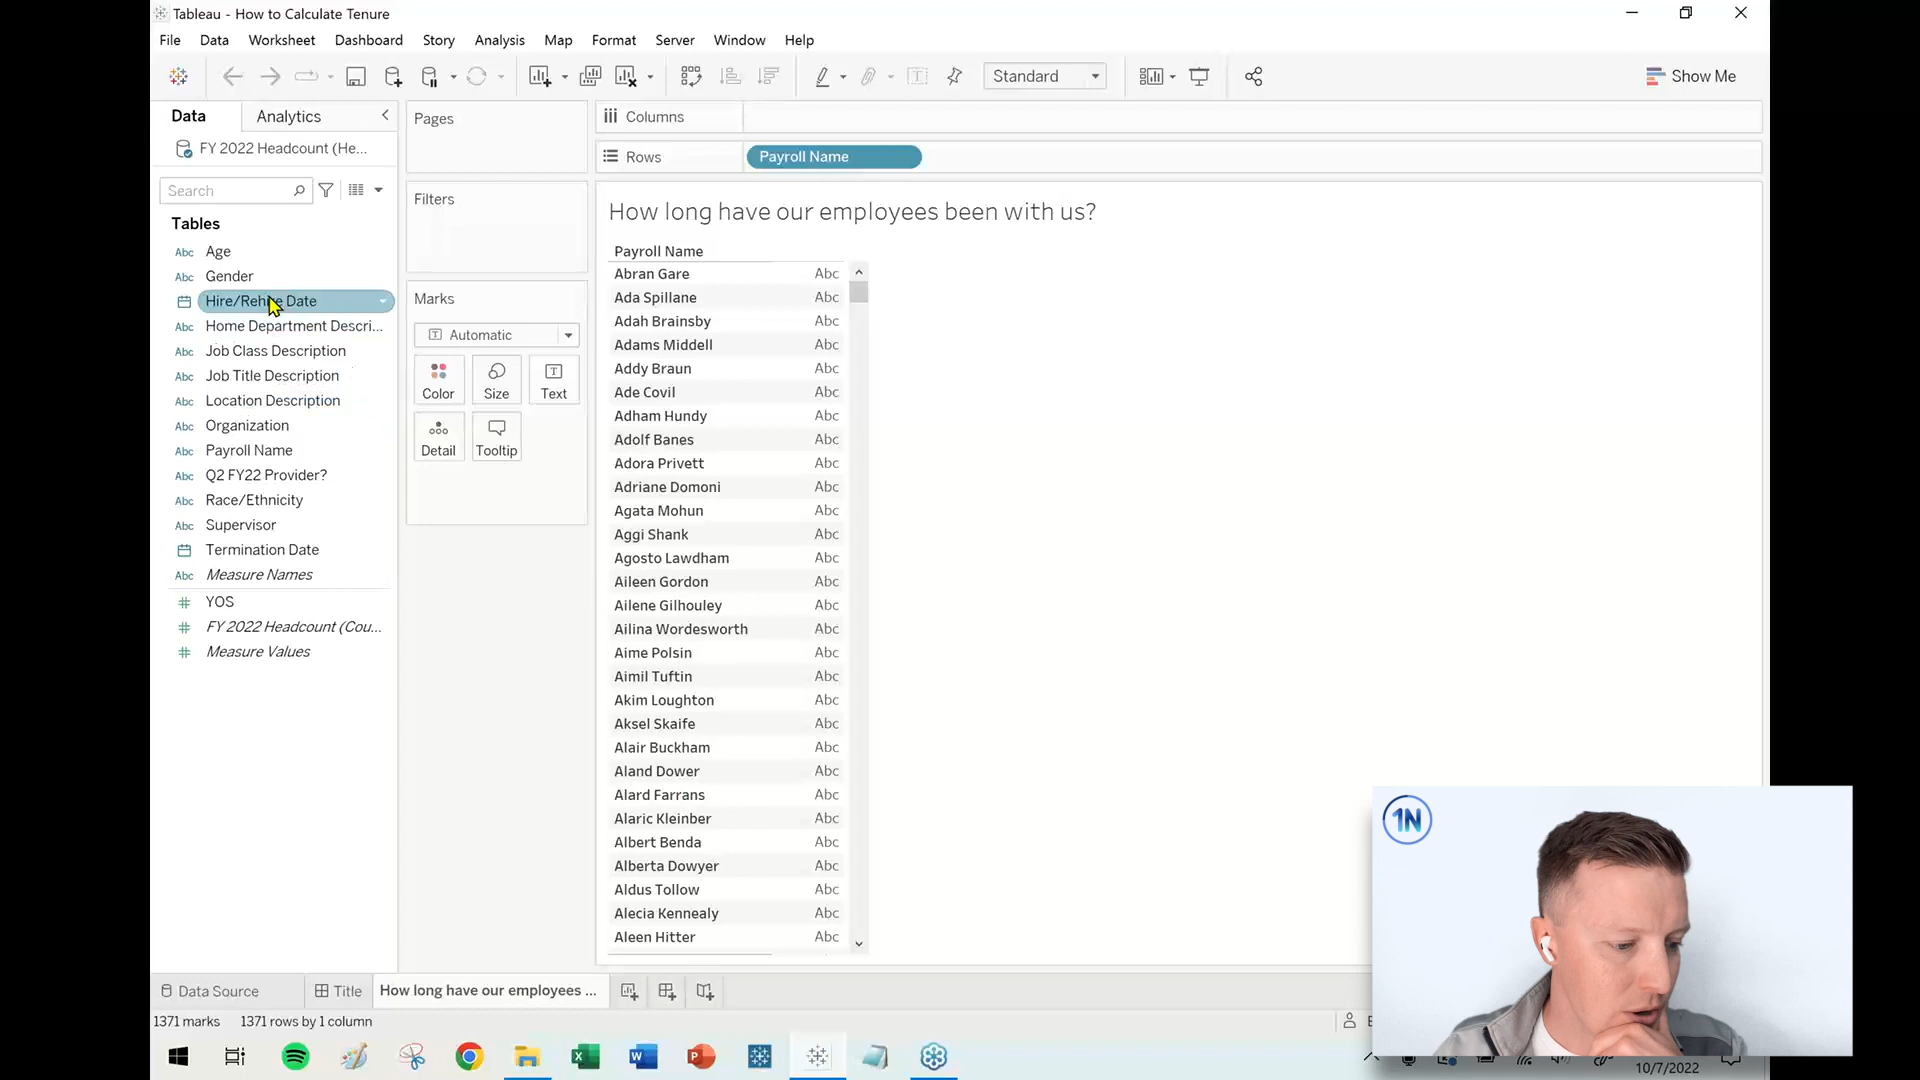 Tableau - How to Calculate Tenure
File Data Worksheet Dashboard Story Analysis Map Format Server Window Help
Standard
Show Me
Data Analytics
FY 2022 Headcount (He...
Search
Tables
Abc Age
Abc Gender
Hire/Rehire Date
Abc Home Department Descri...
Abc Job Class Description
Abc Job Title Description
Abc Location Description
Abc Organization
Abc Payroll Name
Abc Q2 FY22 Provider?
Abc Race/Ethnicity
Abc Supervisor
Termination Date
Abc Measure Names
# YOS
# FY 2022 Headcount (Cou...
# Measure Values
Pages
Filters
Marks
Automatic
Color Size Text
Detail Tooltip
Columns
Rows Payroll Name
How long have our employees been with us?
Payroll Name
Abran Gare Abc
Ada Spillane Abc
Adah Brainsby Abc
Adams Middell Abc
Addy Braun Abc
Ade Covil Abc
Adham Hundy Abc
Adolf Banes Abc
Adora Privett Abc
Adriane Domoni Abc
Agata Mohun Abc
Aggi Shank Abc
Agosto Lawdham Abc
Aileen Gordon Abc
Ailene Gilhouley Abc
Ailina Wordesworth Abc
Aime Polsin Abc
Aimil Tuftin Abc
Akim Loughton Abc
Aksel Skaife Abc
Alair Buckham Abc
Aland Dower Abc
Alard Farrans Abc
Alaric Kleinber Abc
Albert Benda Abc
Alberta Dowyer Abc
Aldus Tollow Abc
Alecia Kennealy Abc
Aleen Hitter Abc
1N
Data Source Title How long have our employees ...
1371 marks 1371 rows by 1 column
10/7/2022